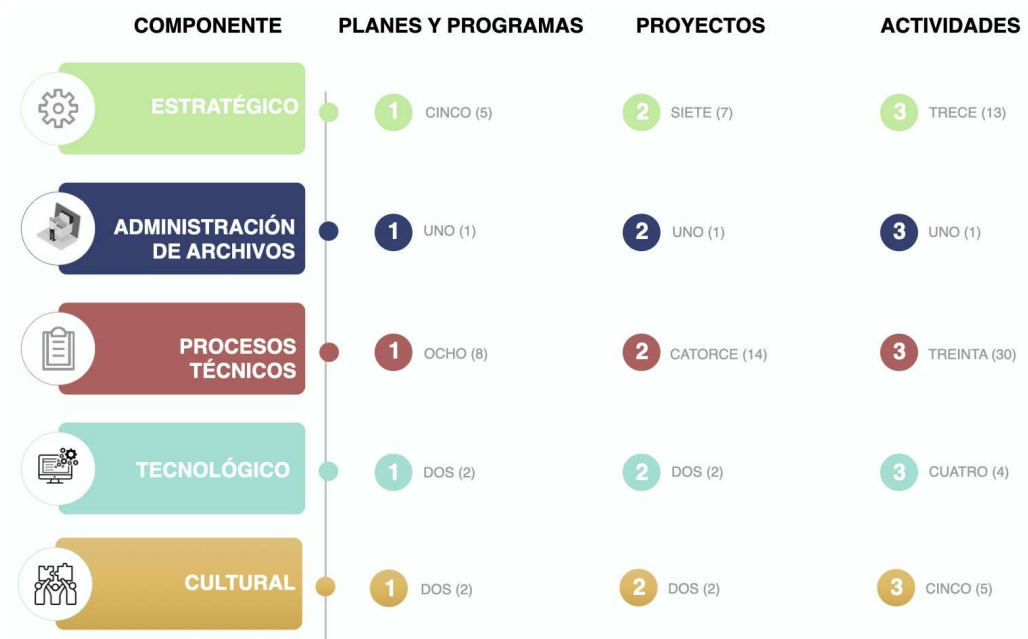 COMPONENTE PLANES Y PROGRAMAS PROYECTOS ACTIVIDADES
ESTRATÉGICO 1 CINCO (5) 2 SIETE (7) 3 TRECE (13)
ADMINISTRACIÓN
DE ARCHIVOS
1 UNO (1) 2 UNO (1) 3 UNO (1)
PROCESOS
TÉCNICOS
1 OCHO (8) 2 CATORCE (14) 3 TREINTA (30)
TECNOLÓGICO 1 DOS (2) 2 DOS (2) 3 CUATRO (4)
CULTURAL 1 DOS (2) 2 DOS (2) 3 CINCO (5)